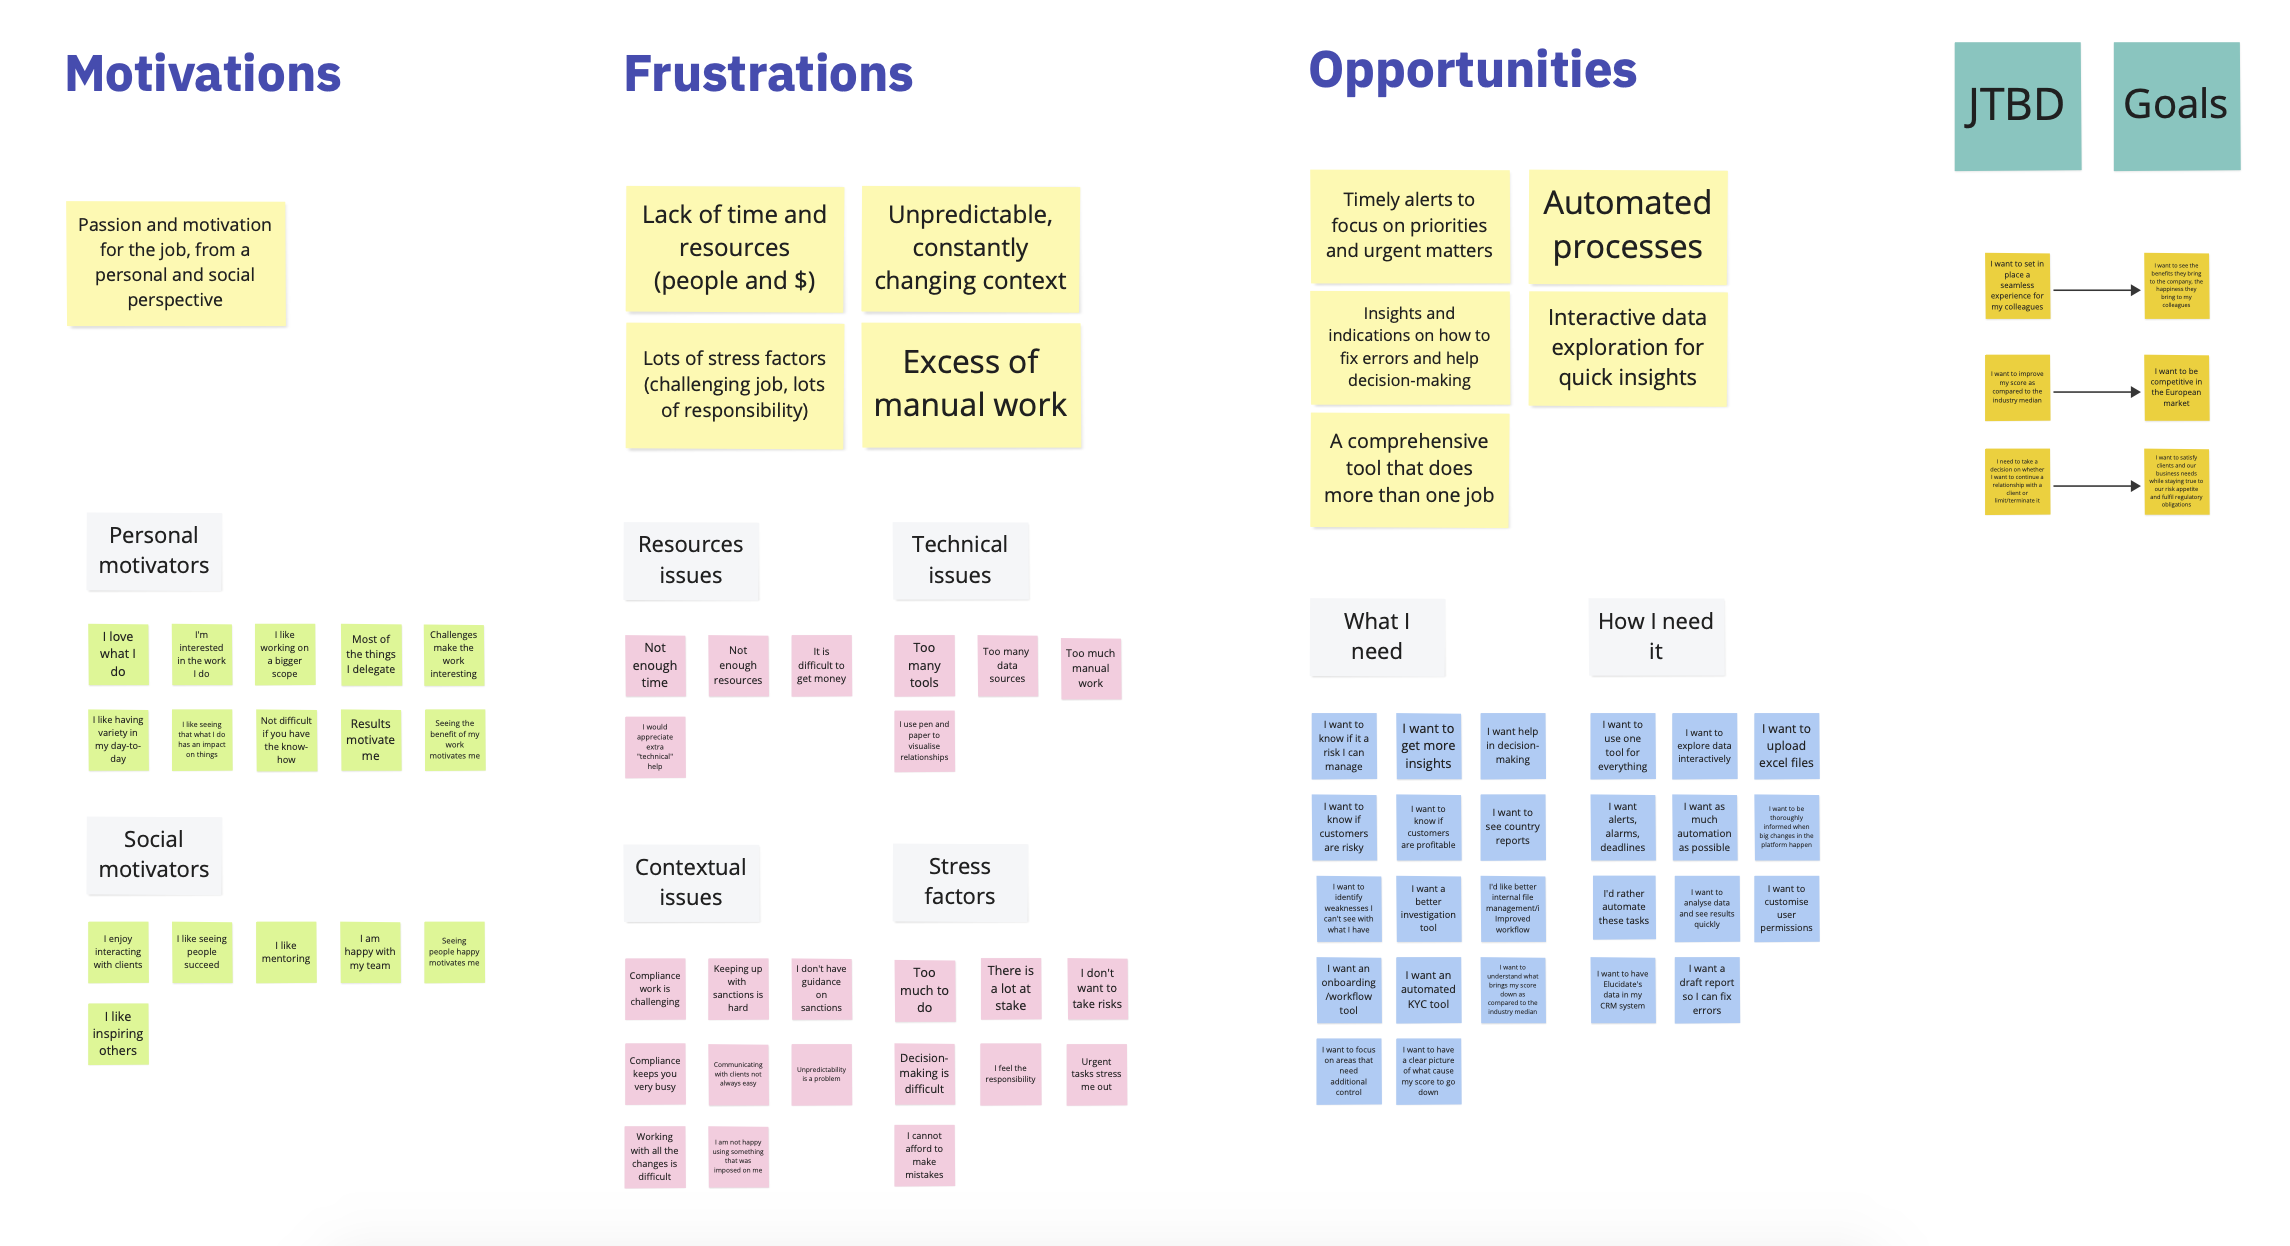 Motivations
Passion and motivation
for the job, from a
personal and social
perspective
Personal
motivators
I love
what I
do
I'm
interested
in the work
I do
I like
working on
a bigger
scope
Most of
the things
I delegate
Challenges
make the
work
interesting
I like having
variety in
my day-to-
day
I like seeing
that what I do
has an impact
on things
Not difficult
if you have
the know-
how
Results
motivate
me
Seeing the
benefit of my
work
motivates me
Social
motivators
I enjoy
interacting
with clients
I like seeing
people
succeed
I like
mentoring
I am
happy with
my team
Seeing
people happy
motivates me
I like
inspiring
others
Frustrations
Lack of time and
resources
(people and $)
Unpredictable,
constantly
changing context
Lots of stress factors
(challenging job, lots
of responsibility)
Excess of
manual work
Resources
issues
Not
enough
time
Not
enough
resources
It is
difficult to
get money
I would
appreciate
extra
"technical"
help
Technical
issues
Too
many
tools
Too many
data
sources
Too much
manual
work
I use pen and
paper to
visualise
relationships
Contextual
issues
Compliance
work is
challenging
Keeping up
with
sanctions is
hard
I don't have
guidance
on
sanctions
Compliance
keeps you
very busy
Communicating
with clients not
always easy
Unpredictability
is a problem
Working
with all the
changes is
difficult
I am not happy
using something
that was
imposed on me
Stress
factors
Too
much to
do
There is
a lot at
stake
I don't
want to
take risks
Decision-
making is
difficult
I feel the
responsibility
Urgent
tasks stress
me out
I cannot
afford to
make
mistakes
Opportunities
Timely alerts to
focus on priorities
and urgent matters
Automated
processes
Insights and
indications on how to
fix errors and help
decision-making
Interactive data
exploration for
quick insights
A comprehensive
tool that does
more than one job
What I
need
I want to
know if it a
risk I can
manage
I want to
get more
insights
I want help
in decision-
making
I want to
know if
customers
are risky
I want to
know if
customers
are profitable
I want to
see country
reports
I want to
identify
weaknesses I
can't see with
what I have
I want a
better
investigation
tool
I'd like better
internal file
management/i
Improved
workflow
I want an
onboarding
/workflow
tool
I want an
automated
KYC tool
I want to
understand what
brings my score
down as
compared to the
industry median
I want to focus
on areas that
need
additional
control
I want to have
a clear picture
of what cause
my score to go
down
How I need
it
I want to
use one
tool for
everything
I want to
explore data
interactively
I want to
upload
excel files
I want
alerts,
alarms,
deadlines
I want as
much
automation
as possible
I want to be
thoroughly
informed when
big changes in the
platform happen
I'd rather
automate
these tasks
I want to
analyse data
and see results
quickly
I want to
customise
user
permissions
I want to have
Elucidate's
data in my
CRM system
I want a
draft report
so I can fix
errors
JTBD
Goals
I want to set in
place a
seamless
experience for
my colleagues
I want to see the
benefits they bring
to the company, the
happiness they
bring to my
colleagues
I want to improve
my score as
compared to the
industry median
I want to be
competitive in
the European
market
I need to take a
decision on whether
I want to continue a
relationship with a
client or
limit/terminate it
I want to satisfy
clients and our
business needs
while staying true to
our risk appetite
and fulfil regulatory
obligations